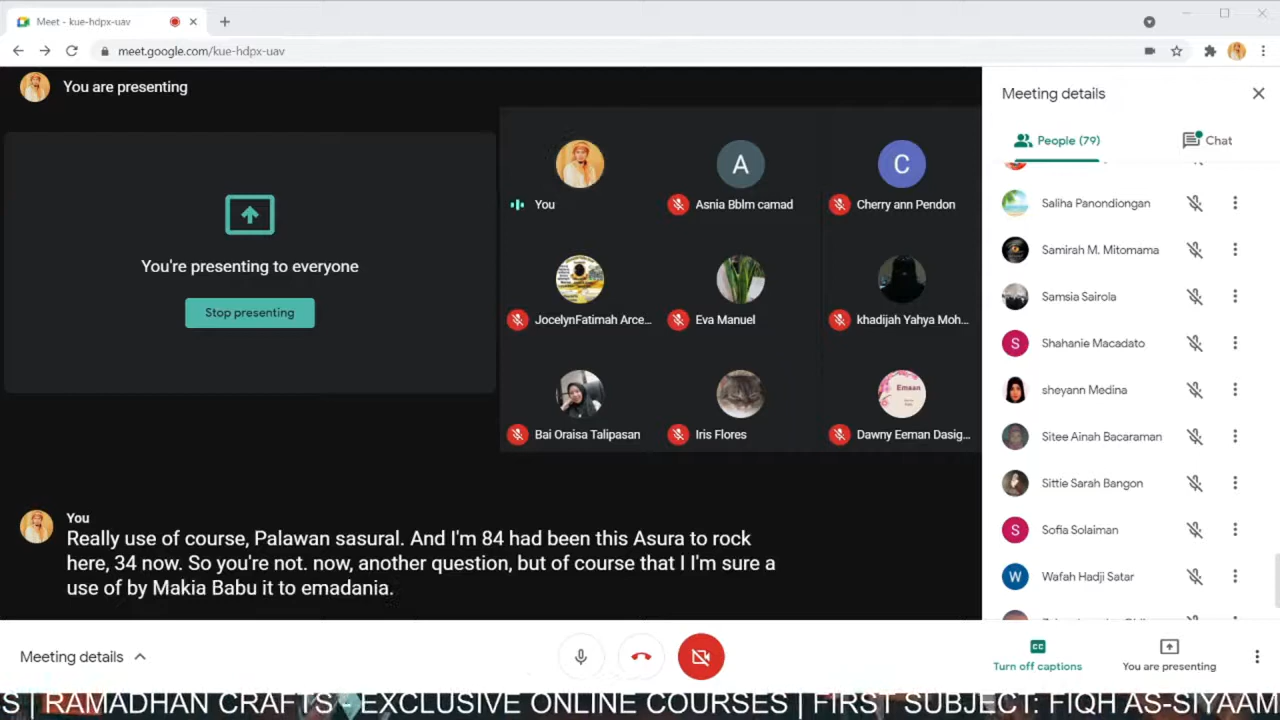 Meet - kue-hdpx-uav
meet.google.com/kue-hdpx-uav
You are presenting
You're presenting to everyone
Stop presenting
You
A
Asnia Bblm camad
C
Cherry ann Pendon
JocelynFatimah Arce...
Eva Manuel
khadijah Yahya Moh...
Bai Oraisa Talipasan
Iris Flores
Emaan
Dawny Eeman Dasig...
You
Really use of course, Palawan sasural. And I'm 84 had been this Asura to rock
here, 34 now. So you're not. now, another question, but of course that I I'm sure a
use of by Makia Babu it to emadania.
Meeting details
People (79)
Chat
Saliha Panondiongan
Samirah M. Mitomama
Samsia Sairola
S
Shahanie Macadato
sheyann Medina
Sitee Ainah Bacaraman
Sittie Sarah Bangon
S
Sofia Solaiman
W
Wafah Hadji Satar
Meeting details
CC
Turn off captions
You are presenting
S | RAMADHAN CRAFTS - EXCLUSIVE ONLINE COURSES | FIRST SUBJECT: FIQH AS-SIYAAM